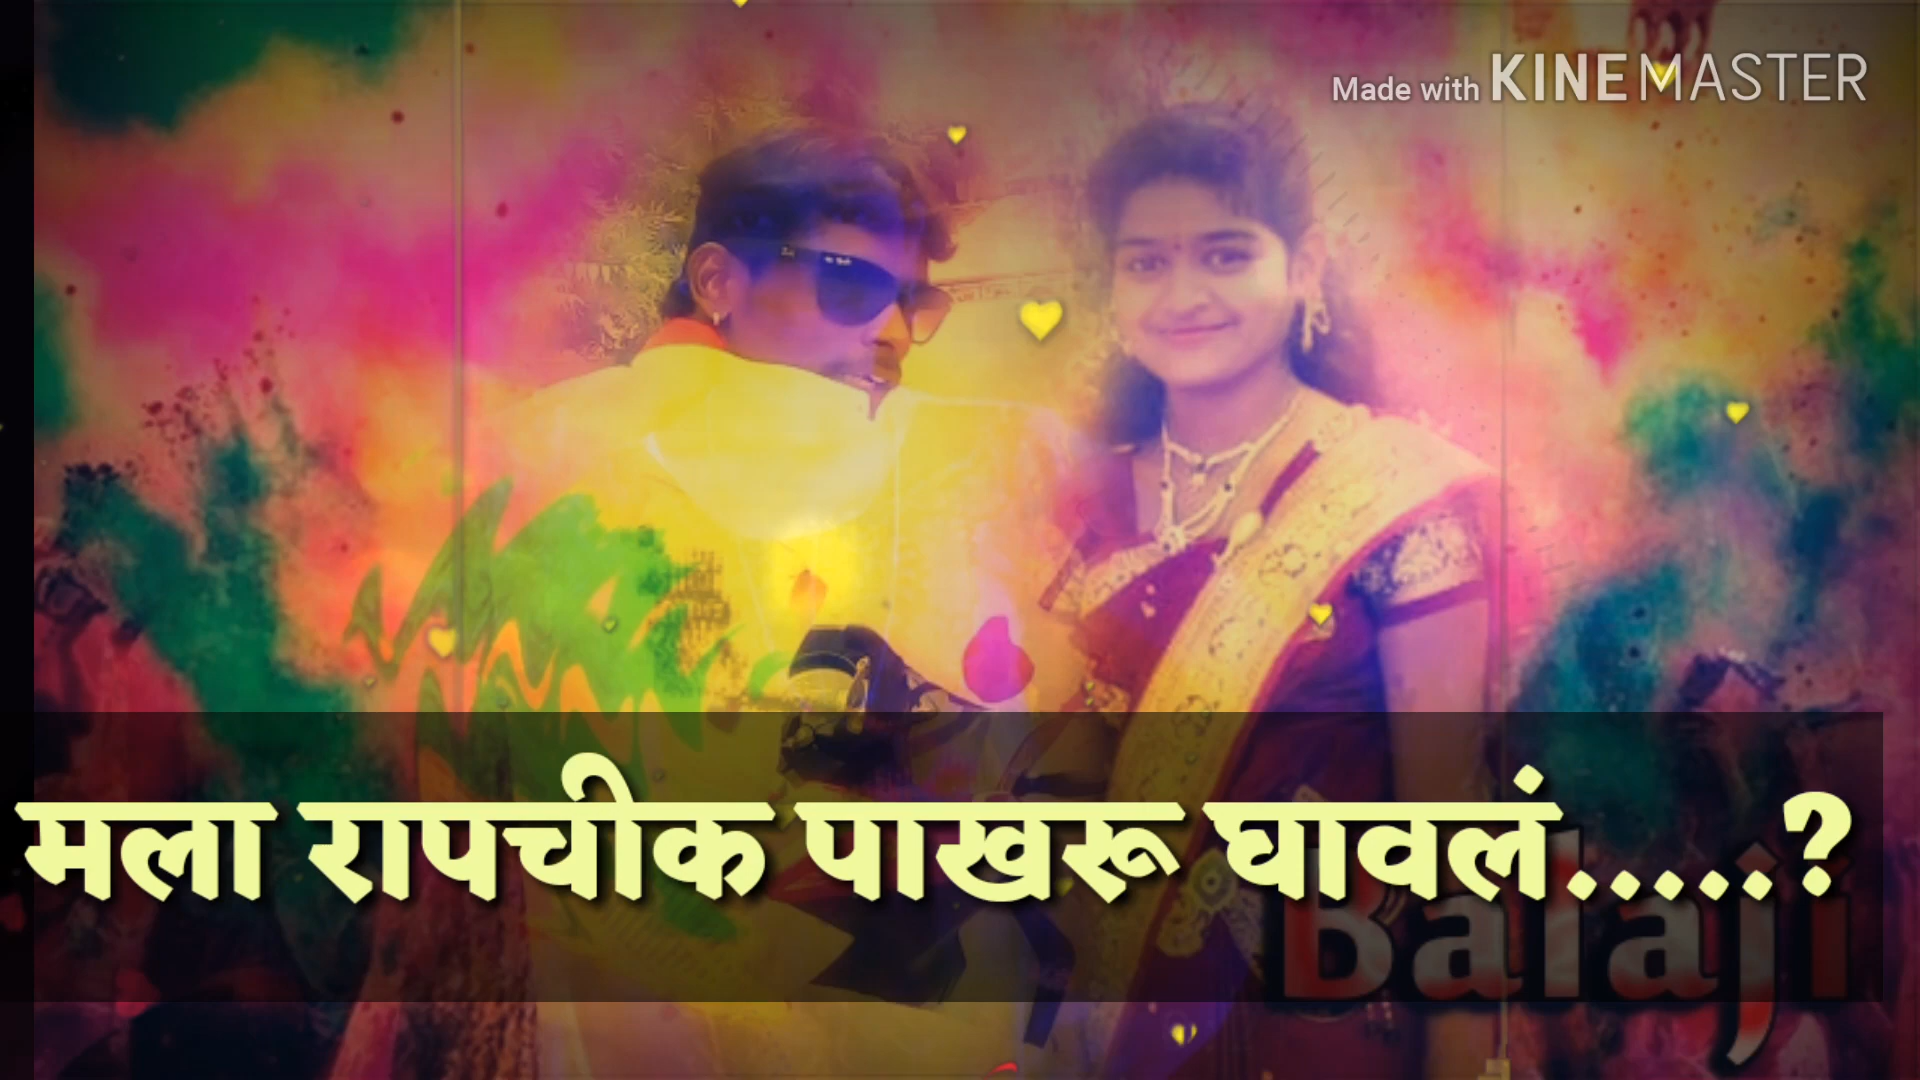 Made with KINEMASTER
मला रापचीक पाखरू घावलं.....?
Balaji